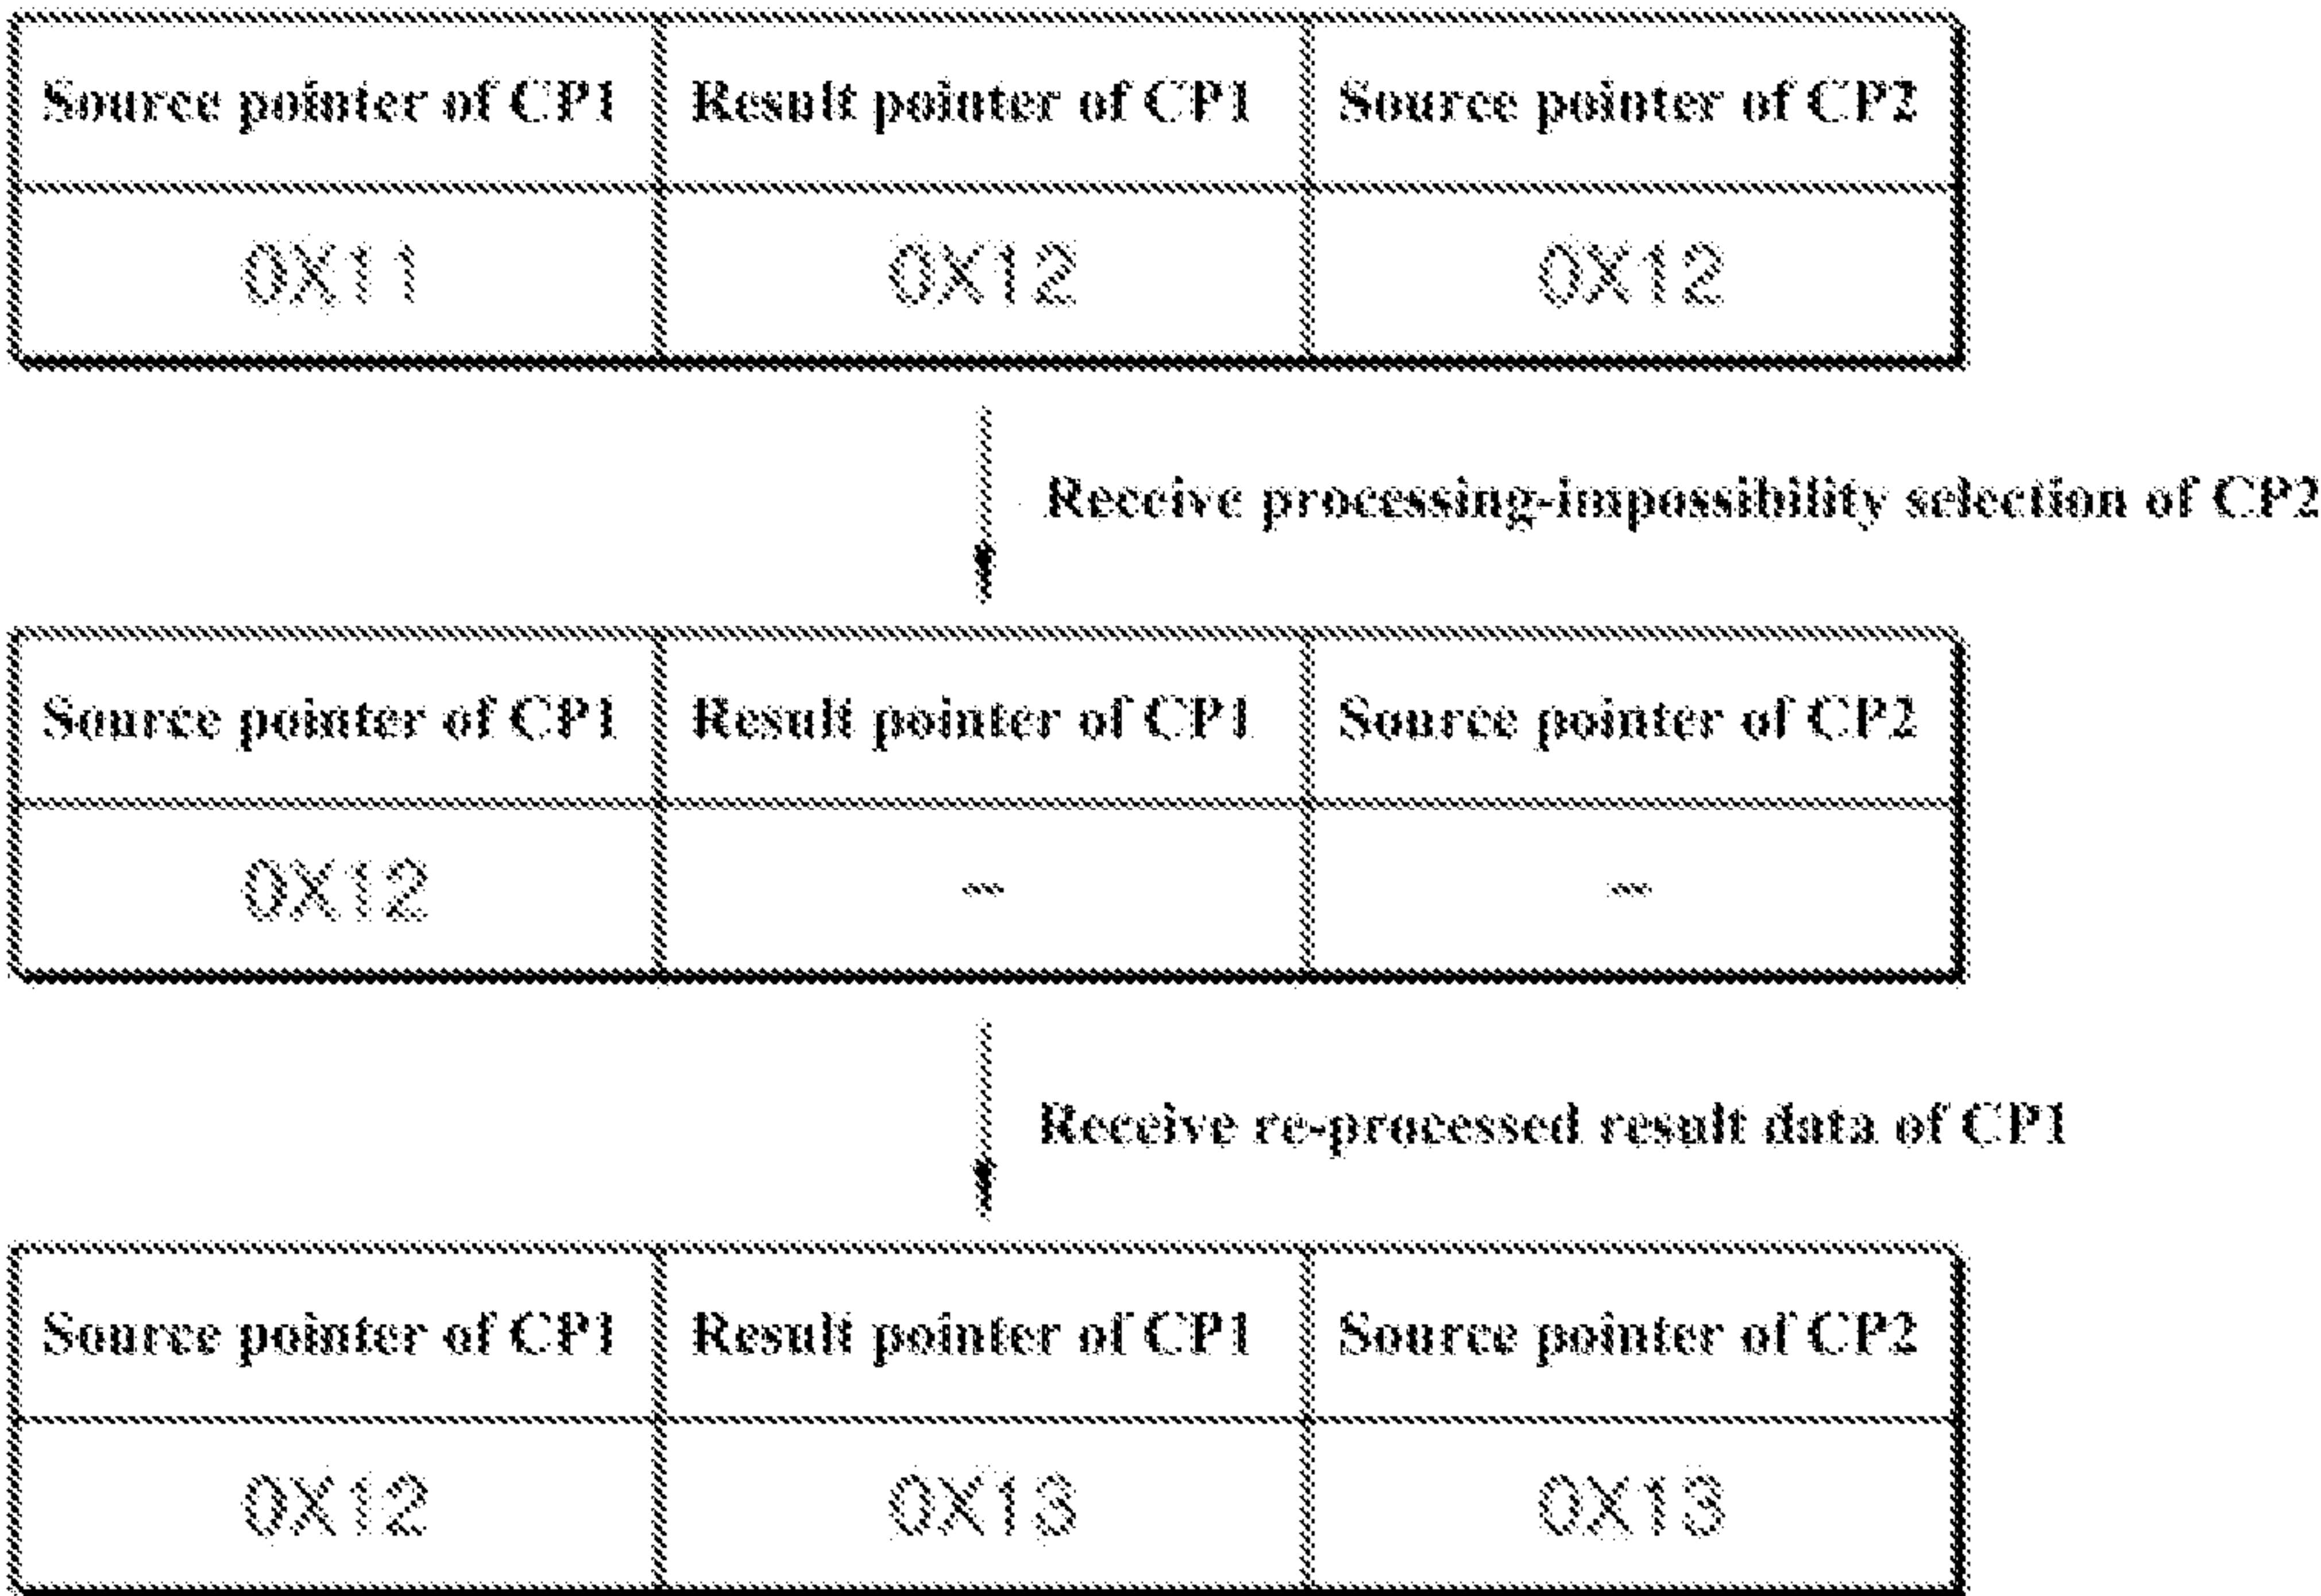 Source pointer of CP1 Result pointer of CP1 Source pointer of CP2
0X11 0X12 0X12
Receive processing-impossibility selection of CP2
Source pointer of CP1 Result pointer of CP1 Source pointer of CP2
0X12 - -
Receive re-processed result data of CP1
Source pointer of CP1 Result pointer of CP1 Source pointer of CP2
0X12 0X13 0X13